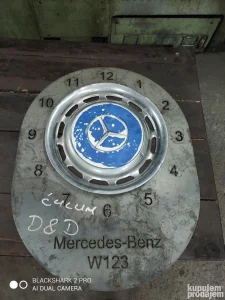 11 12 1
10 2
9 3
8 4
7 6 5
ćulum
D&D
Mercedes-Benz
W123
BLACKSHARK 2 PRO
AI DUAL CAMERA
kupujem
prodajem